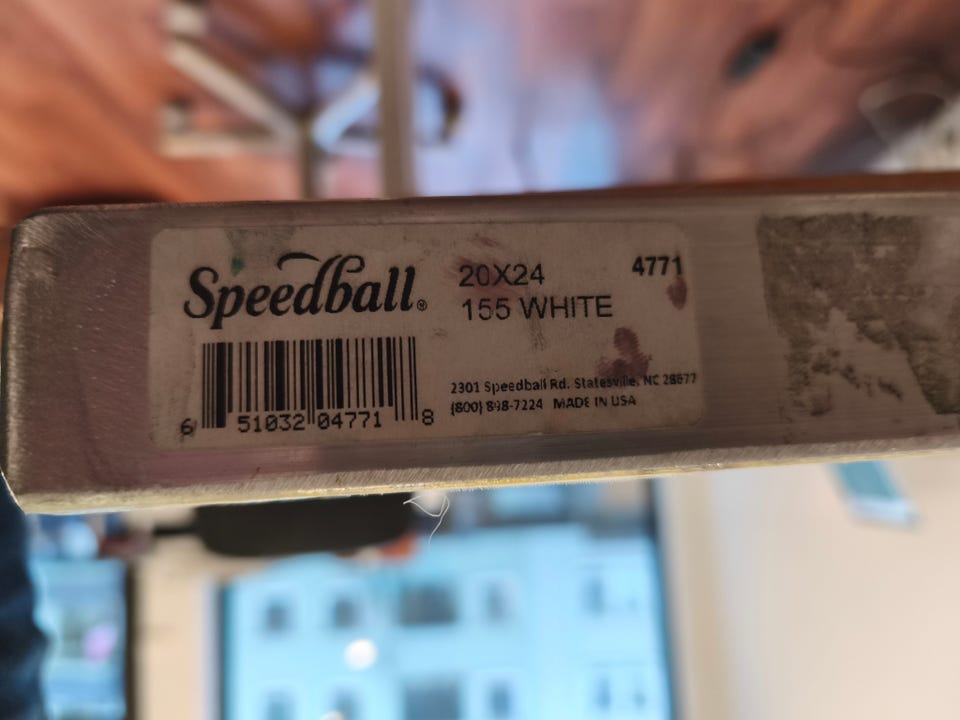 Speedball®
20X24
155 WHITE
4771
2301 Speedball Rd. Statesville, NC 28677
(800) 898-7224 MADE IN USA
6 51032 04771 8